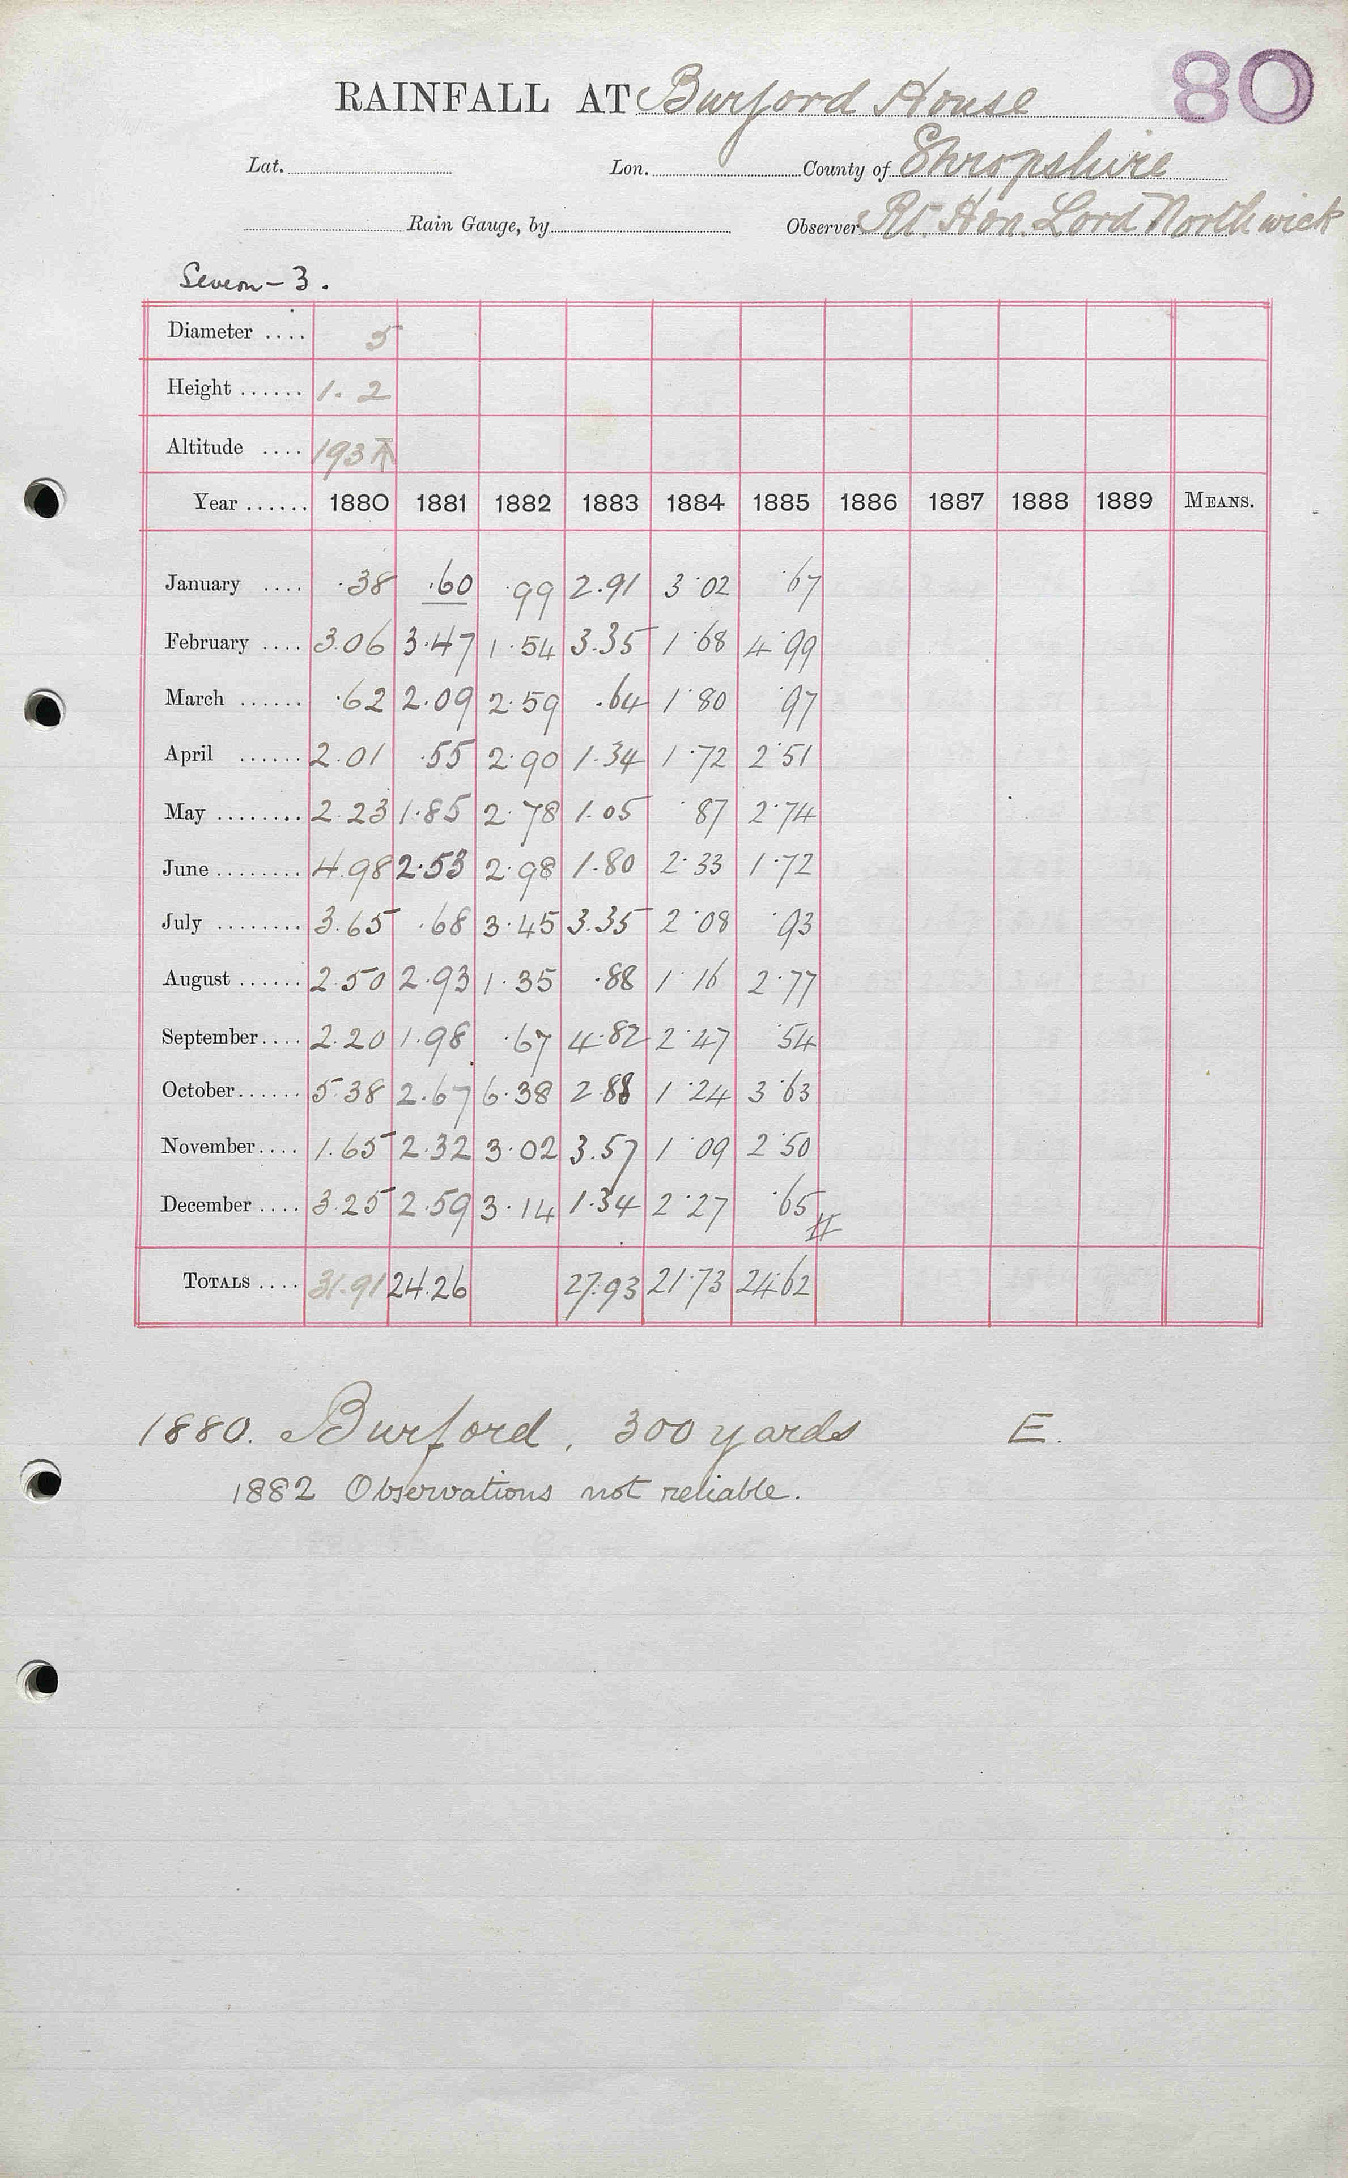 80
RAINFALL AT Burford House
Lat. Lon. County of Shropshire
Rain Gauge, by Observer Rt. Hon. Lord Northwick
Severn - 3.
Diameter .... 5
Height ...... 1. 2
Altitude .... 193
Year ...... 1880 1881 1882 1883 1884 1885 1886 1887 1888 1889 MEANS.
January .... .38 .60 .99 2.91 3.02 .67
February .... 3.06 3.47 1.54 3.35 1.68 4.99
March ...... .62 2.09 2.59 .64 1.80 .97
April ...... 2.01 .55 2.90 1.34 1.72 2.51
May ........ 2.23 1.85 2.78 1.05 .87 2.74
June ........ 4.98 2.53 2.98 1.80 2.33 1.72
July ........ 3.65 .68 3.45 3.35 2.08 .93
August ...... 2.50 2.93 1.35 .88 1.16 2.77
September .... 2.20 1.98 .67 4.82 2.47 .54
October ...... 5.38 2.67 6.38 2.88 1.24 3.63
November .... 1.65 2.32 3.02 3.57 1.09 2.50
December .... 3.25 2.59 3.14 1.34 2.27 .65
TOTALS .... 31.91 24.26 27.93 21.73 24.62
1880. Burford, 300 yards E.
1882 Observations not reliable.